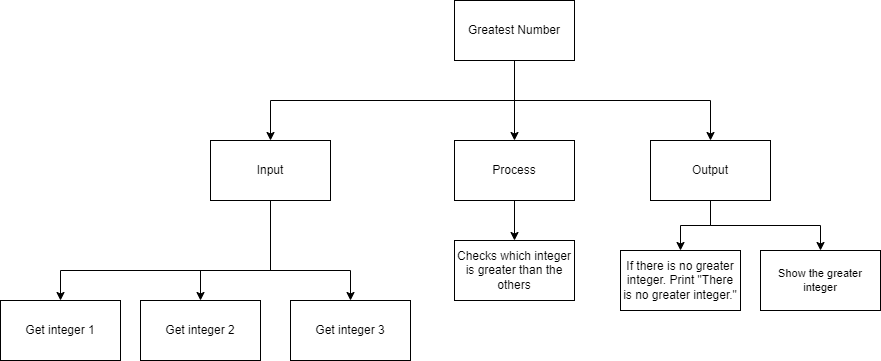 Greatest Number
Input
Process
Output
Checks which integer
is greater than the
others
If there is no greater
integer. Print "There
is no greater integer."
Show the greater
integer
Get integer 1
Get integer 2
Get integer 3